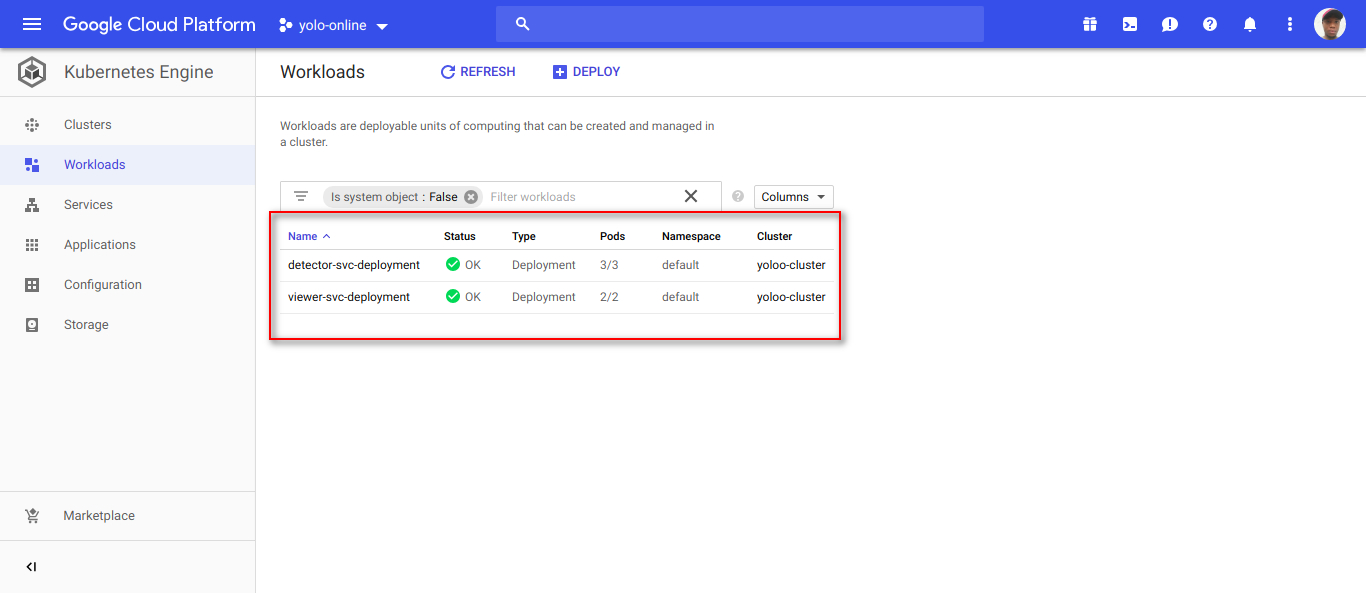 Google Cloud Platform yolo-online
Kubernetes Engine
Workloads REFRESH DEPLOY
Clusters
Workloads
Services
Applications
Configuration
Storage
Marketplace
Workloads are deployable units of computing that can be created and managed in
a cluster.
Is system object : False Filter workloads Columns
Name Status Type Pods Namespace Cluster
detector-svc-deployment OK Deployment 3/3 default yoloo-cluster
viewer-svc-deployment OK Deployment 2/2 default yoloo-cluster